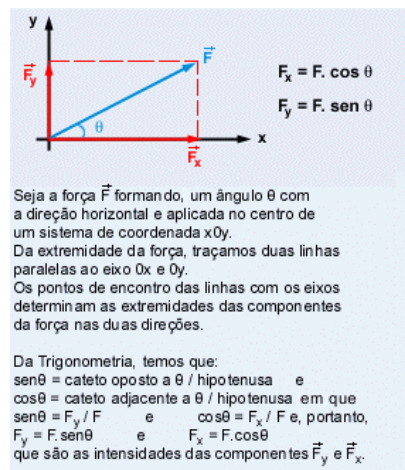 y
F⃗
F⃗y
Fx = F. cos θ
Fy = F. sen θ
θ
x
F⃗x
Seja a força F⃗ formando, um ângulo θ com
a direção horizontal e aplicada no centro de
um sistema de coordenada x0y.
Da extremidade da força, traçamos duas linhas
paralelas ao eixo 0x e 0y.
Os pontos de encontro das linhas com os eixos
determinam as extremidades das componentes
da força nas duas direções.
Da Trigonometria, temos que:
senθ = cateto oposto a θ / hipotenusa e
cosθ = cateto adjacente a θ / hipotenusa em que
senθ = Fy / F e cosθ = Fx / F e, portanto,
Fy = F.senθ e Fx = F.cosθ
que são as intensidades das componentes F⃗y e F⃗x.